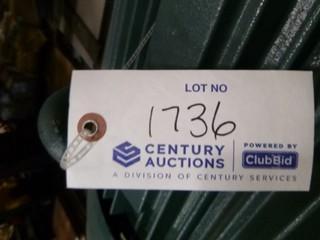 LOT NO
1736
CENTURY AUCTIONS
POWERED BY ClubBid
A DIVISION OF CENTURY SERVICES